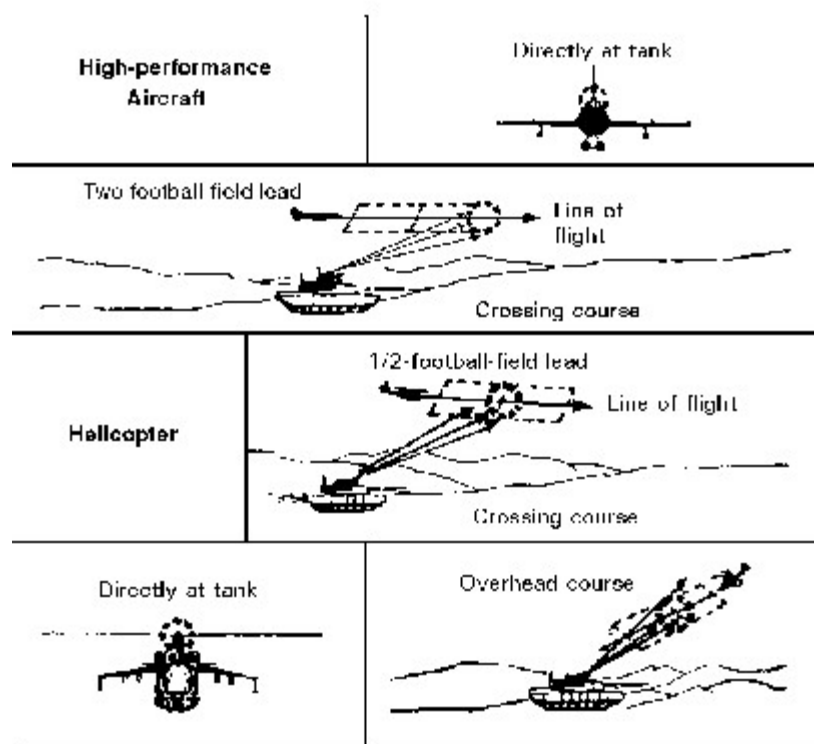 High-performance
Aircraft
Directly at tank
Two football field lead
Line of
flight
Crossing course
1/2-football-field lead
Line of flight
Helicopter
Crossing course
Directly at tank
Overhead course